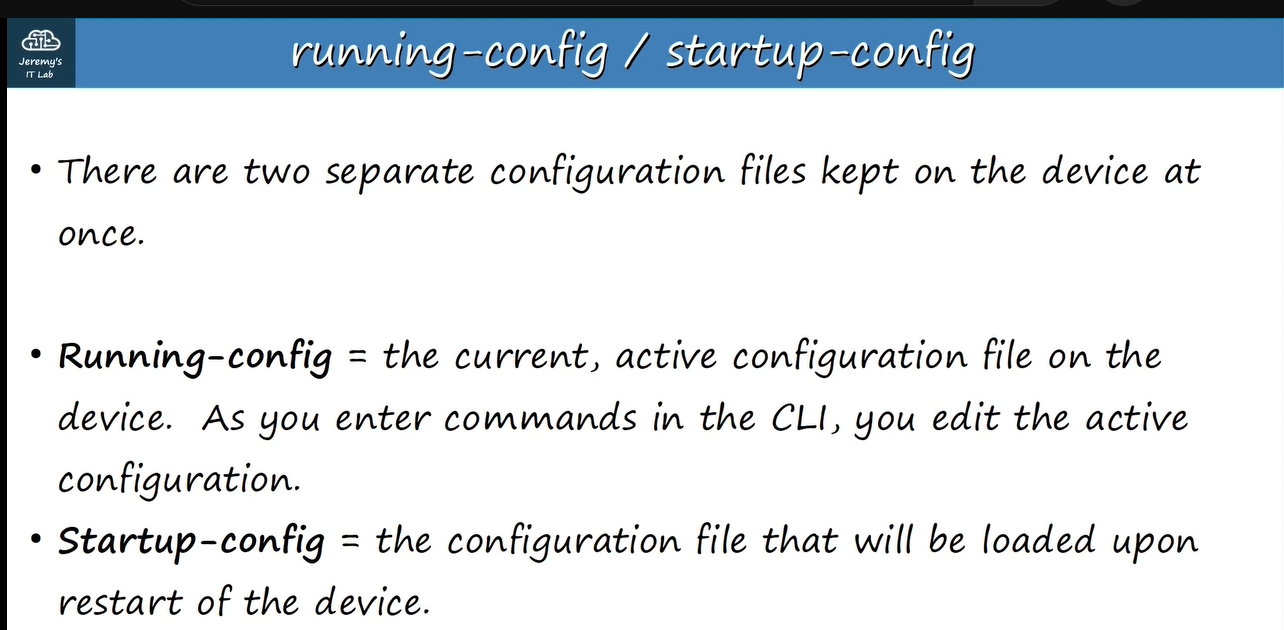 Jeremy's
IT Lab
running-config / startup-config
• There are two separate configuration files kept on the device at
once.
• Running-config = the current, active configuration file on the
device.  As you enter commands in the CLI, you edit the active
configuration.
• Startup-config = the configuration file that will be loaded upon
restart of the device.